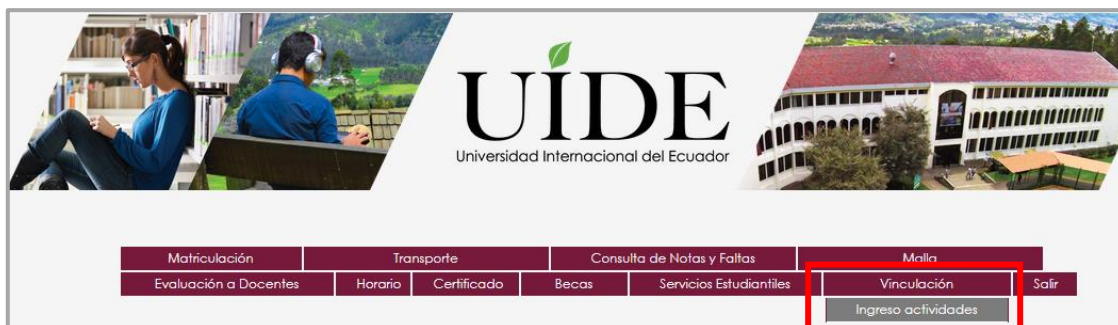 UIDE
Universidad Internacional del Ecuador
Matriculación Transporte Consulta de Notas y Faltas Malla
Evaluación a Docentes Horario Certificado Becas Servicios Estudiantiles Vinculación Salir
Ingreso actividades